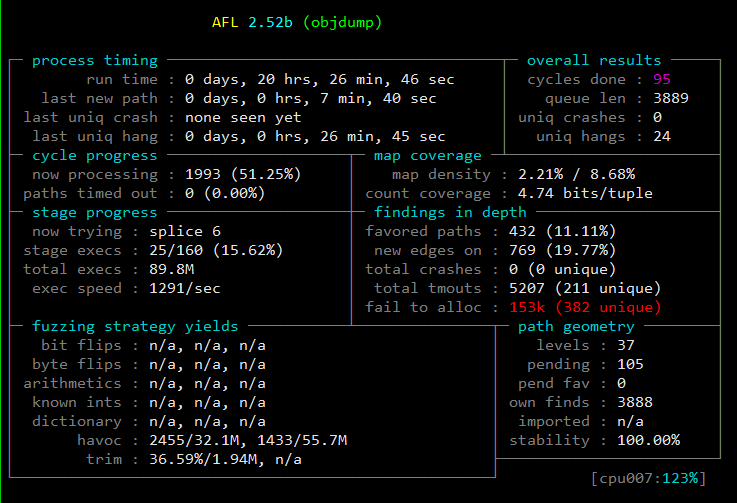 AFL 2.52b (objdump)
process timing overall results
run time : 0 days, 20 hrs, 26 min, 46 sec cycles done : 95
last new path : 0 days, 0 hrs, 7 min, 40 sec queue len : 3889
last uniq crash : none seen yet uniq crashes : 0
last uniq hang : 0 days, 0 hrs, 26 min, 45 sec uniq hangs : 24
cycle progress map coverage
now processing : 1993 (51.25%) map density : 2.21% / 8.68%
paths timed out : 0 (0.00%) count coverage : 4.74 bits/tuple
stage progress findings in depth
now trying : splice 6 favored paths : 432 (11.11%)
stage execs : 25/160 (15.62%) new edges on : 769 (19.77%)
total execs : 89.8M total crashes : 0 (0 unique)
exec speed : 1291/sec total tmouts : 5207 (211 unique)
fail to alloc : 153k (382 unique)
fuzzing strategy yields path geometry
bit flips : n/a, n/a, n/a levels : 37
byte flips : n/a, n/a, n/a pending : 105
arithmetics : n/a, n/a, n/a pend fav : 0
known ints : n/a, n/a, n/a own finds : 3888
dictionary : n/a, n/a, n/a imported : n/a
havoc : 2455/32.1M, 1433/55.7M stability : 100.00%
trim : 36.59%/1.94M, n/a
[cpu007:123%]